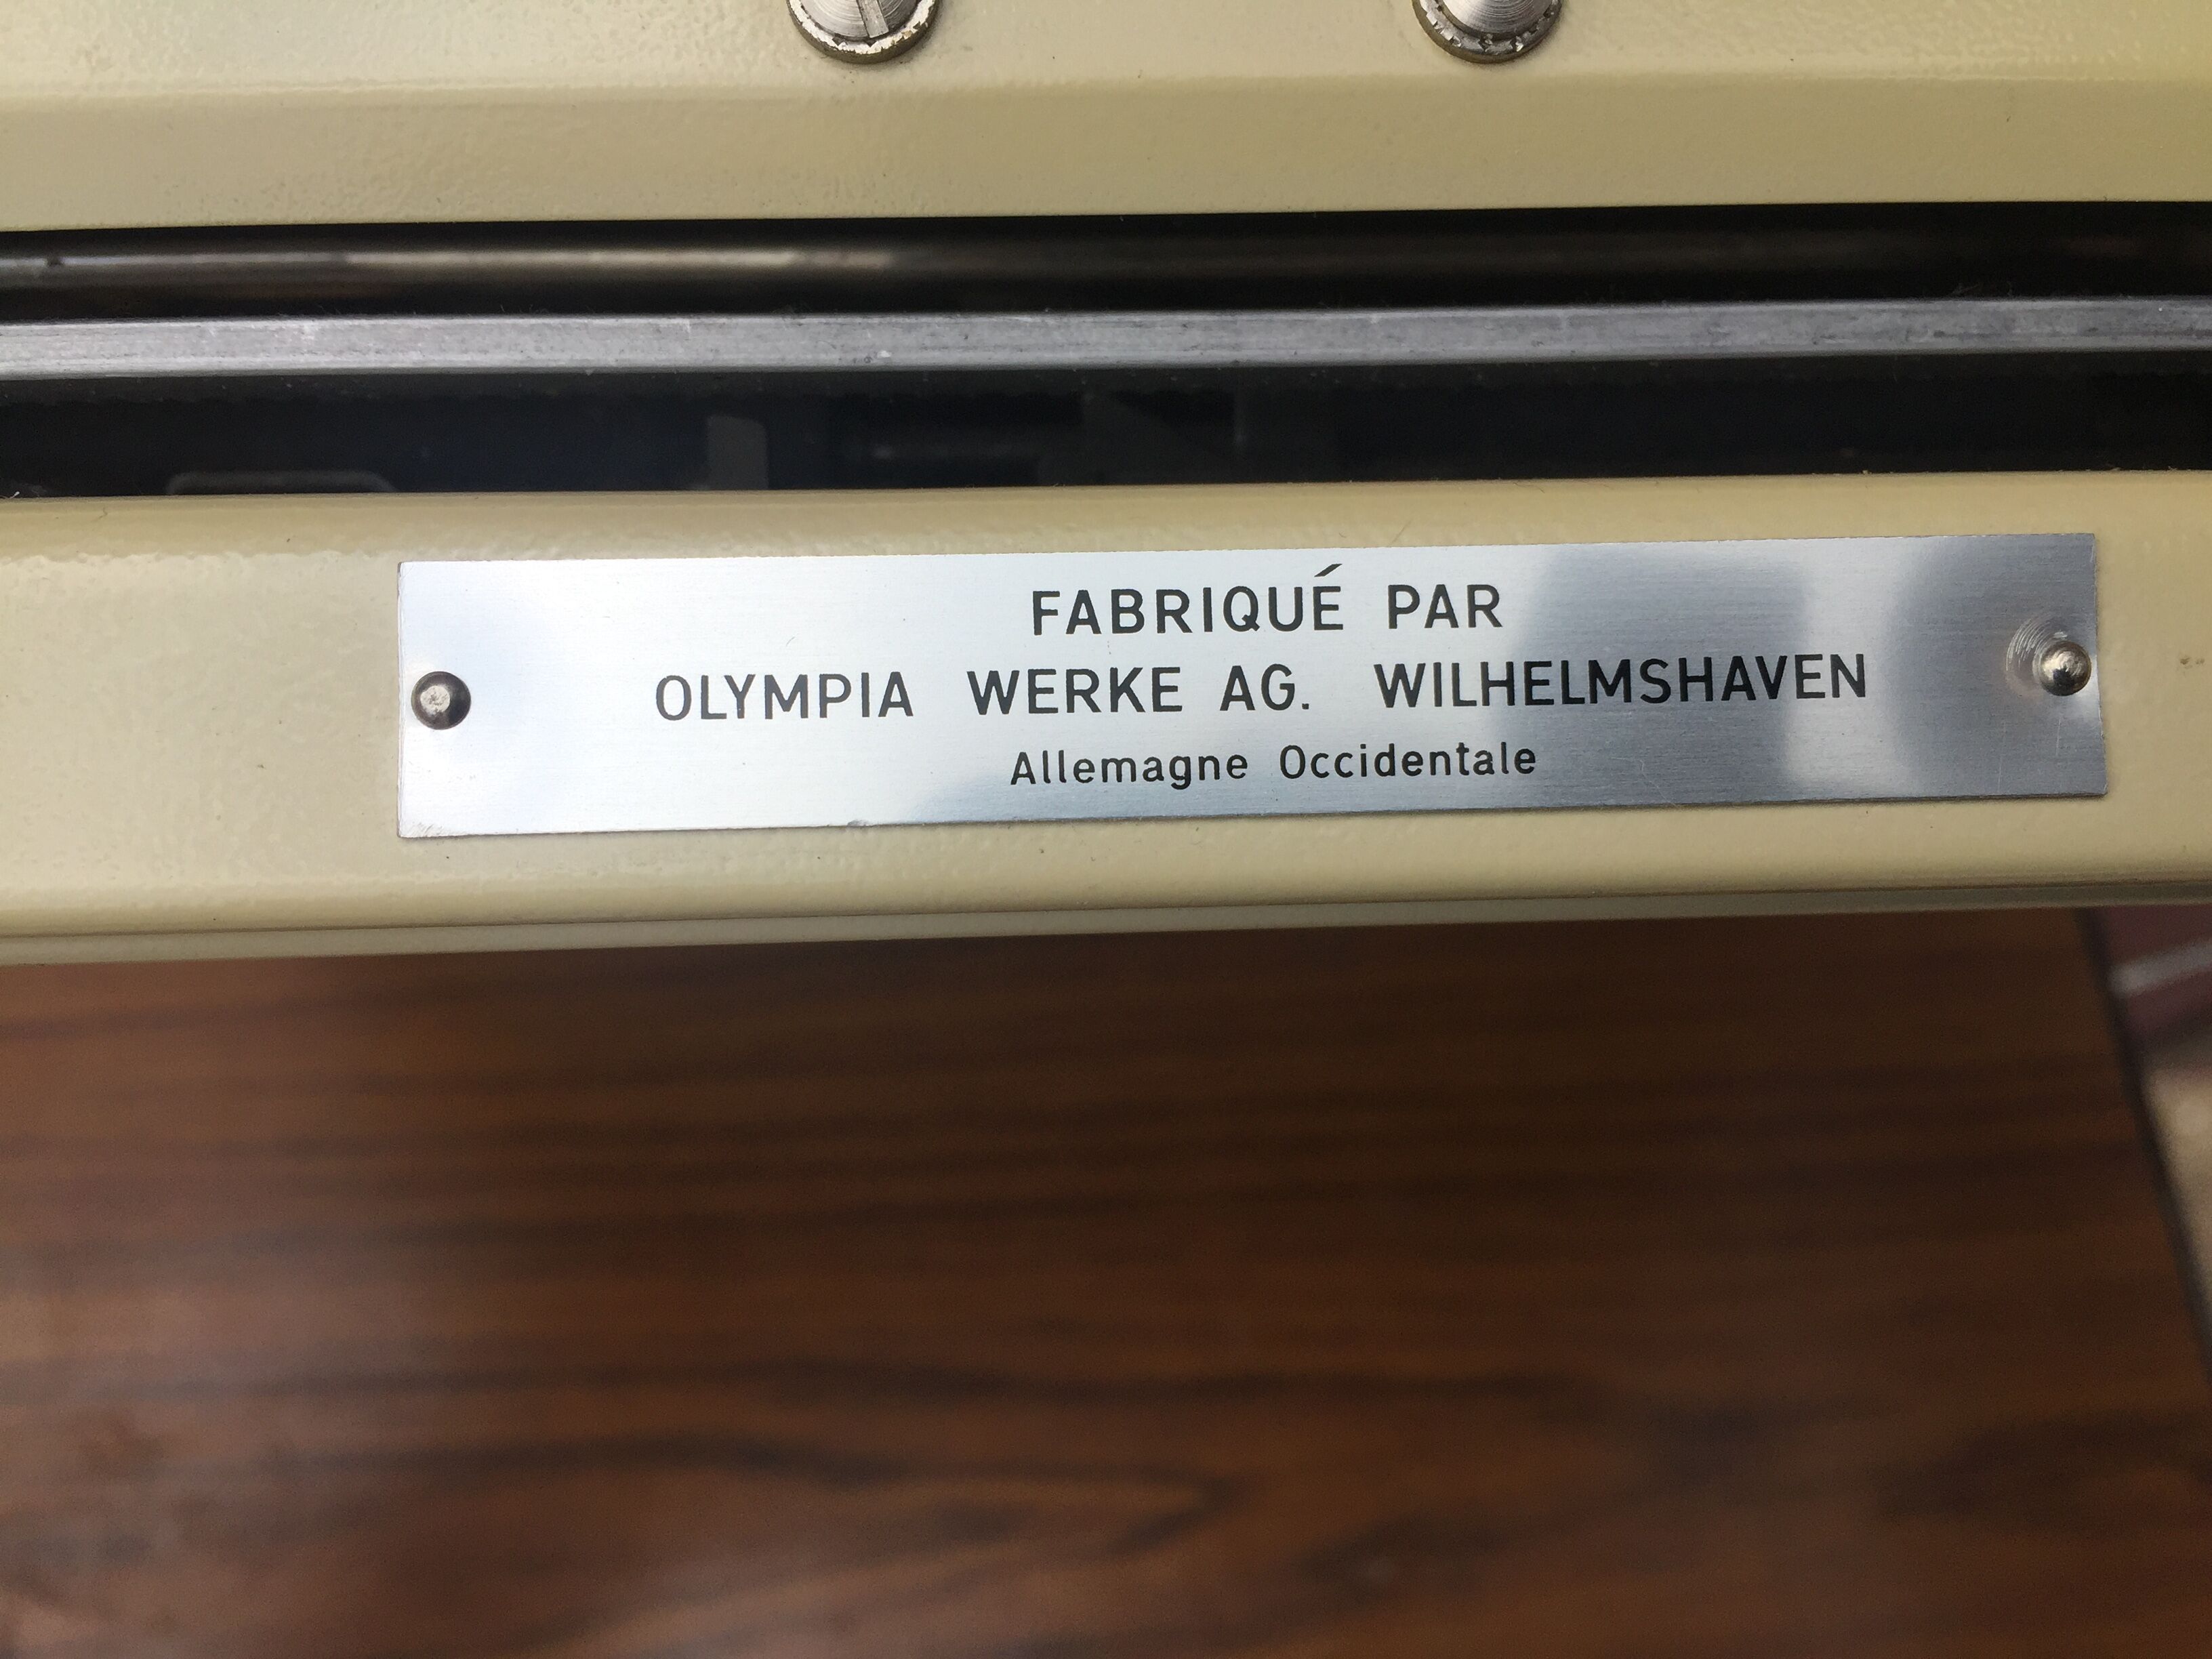 FABRIQUÉ PAR
OLYMPIA WERKE AG. WILHELMSHAVEN
Allemagne Occidentale